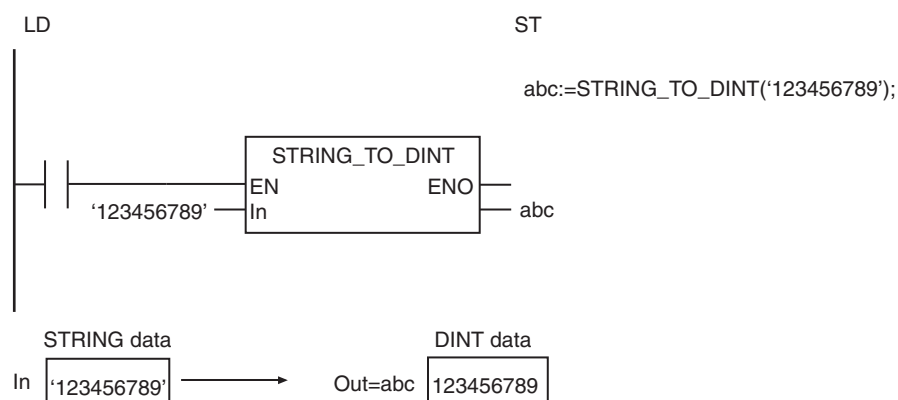 LD
ST
abc:=STRING_TO_DINT(‘123456789’);
STRING_TO_DINT
EN ENO
‘123456789’ In abc
STRING data DINT data
In ‘123456789’ Out=abc 123456789